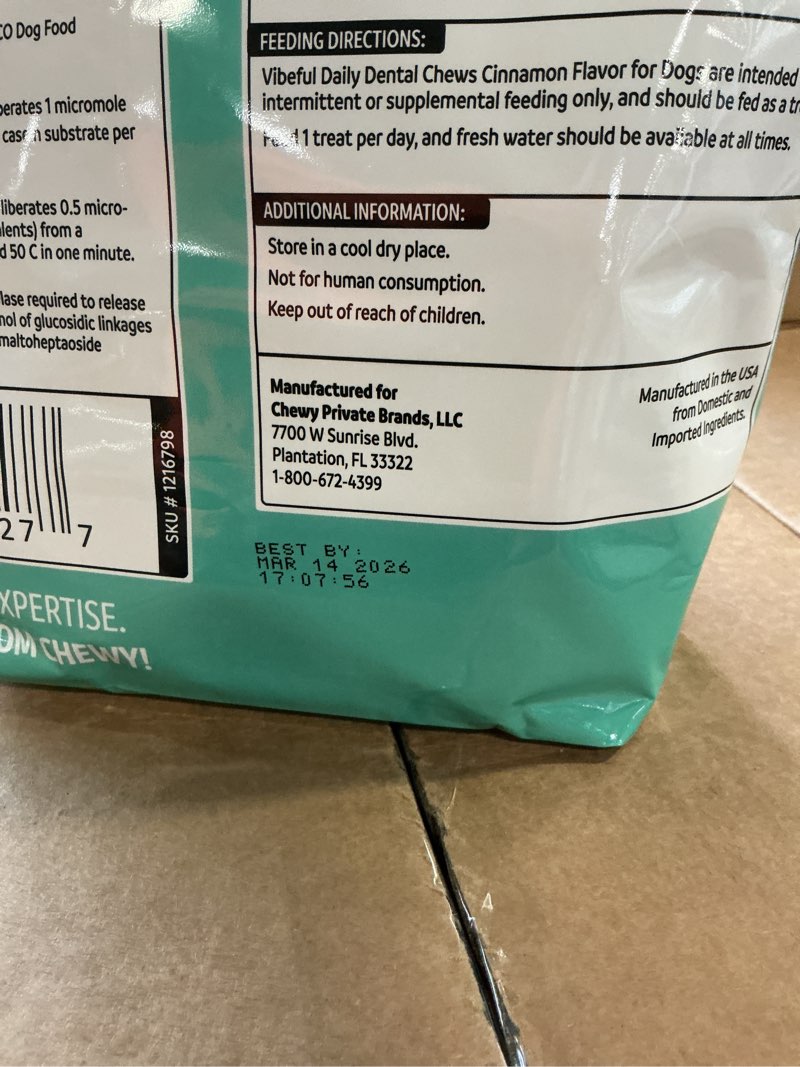 CO Dog Food
berates 1 micromole
substrate per
liberates 0.5 micro-
lents) from a
d 50 C in one minute.
lase required to release
mol of glucosidic linkages
maltoheptaoside
27 7
SKU # 1216798
XPERTISE.
OM CHEWY!
FEEDING DIRECTIONS:
Vibeful Daily Dental Chews Cinnamon Flavor for Dogs are intended
intermittent or supplemental feeding only, and should be fed as a tr
Feed 1 treat per day, and fresh water should be available at all times.
ADDITIONAL INFORMATION:
Store in a cool dry place.
Not for human consumption.
Keep out of reach of children.
Manufactured for
Chewy Private Brands, LLC
7700 W Sunrise Blvd.
Plantation, FL 33322
1-800-672-4399
Manufactured in the USA
from Domestic and
Imported Ingredients.
BEST BY:
MAR 14 2026
17:07:56